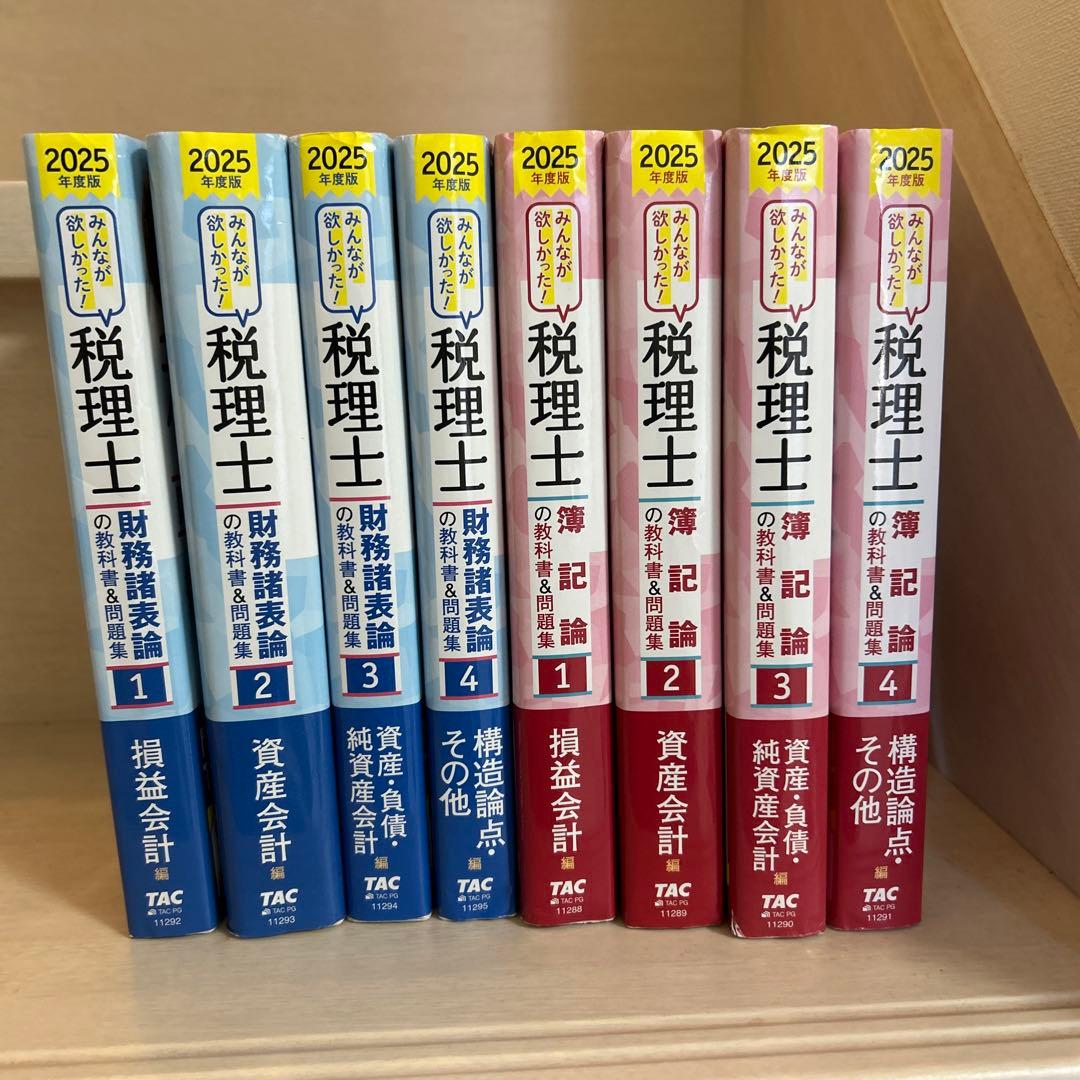 2025
年度版
みんなが
欲しかった!
税理士
財務諸表論
の教科書&問題集
1
損益会計
編
TAC
TAC PG
11292
2025
年度版
みんなが
欲しかった!
税理士
財務諸表論
の教科書&問題集
2
資産会計
編
TAC
TAC PG
11293
2025
年度版
みんなが
欲しかった!
税理士
財務諸表論
の教科書&問題集
3
資産・負債・
純資産会計
編
TAC
TAC PG
11294
2025
年度版
みんなが
欲しかった!
税理士
財務諸表論
の教科書&問題集
4
構造論点・
その他
編
TAC
TAC PG
11295
2025
年度版
みんなが
欲しかった!
税理士
簿記論
の教科書&問題集
1
損益会計
編
TAC
TAC PG
11288
2025
年度版
みんなが
欲しかった!
税理士
簿記論
の教科書&問題集
2
資産会計
編
TAC
TAC PG
11289
2025
年度版
みんなが
欲しかった!
税理士
簿記論
の教科書&問題集
3
資産・負債・
純資産会計
編
TAC
TAC PG
11290
2025
年度版
みんなが
欲しかった!
税理士
簿記論
の教科書&問題集
4
構造論点・
その他
編
TAC
TAC PG
11291